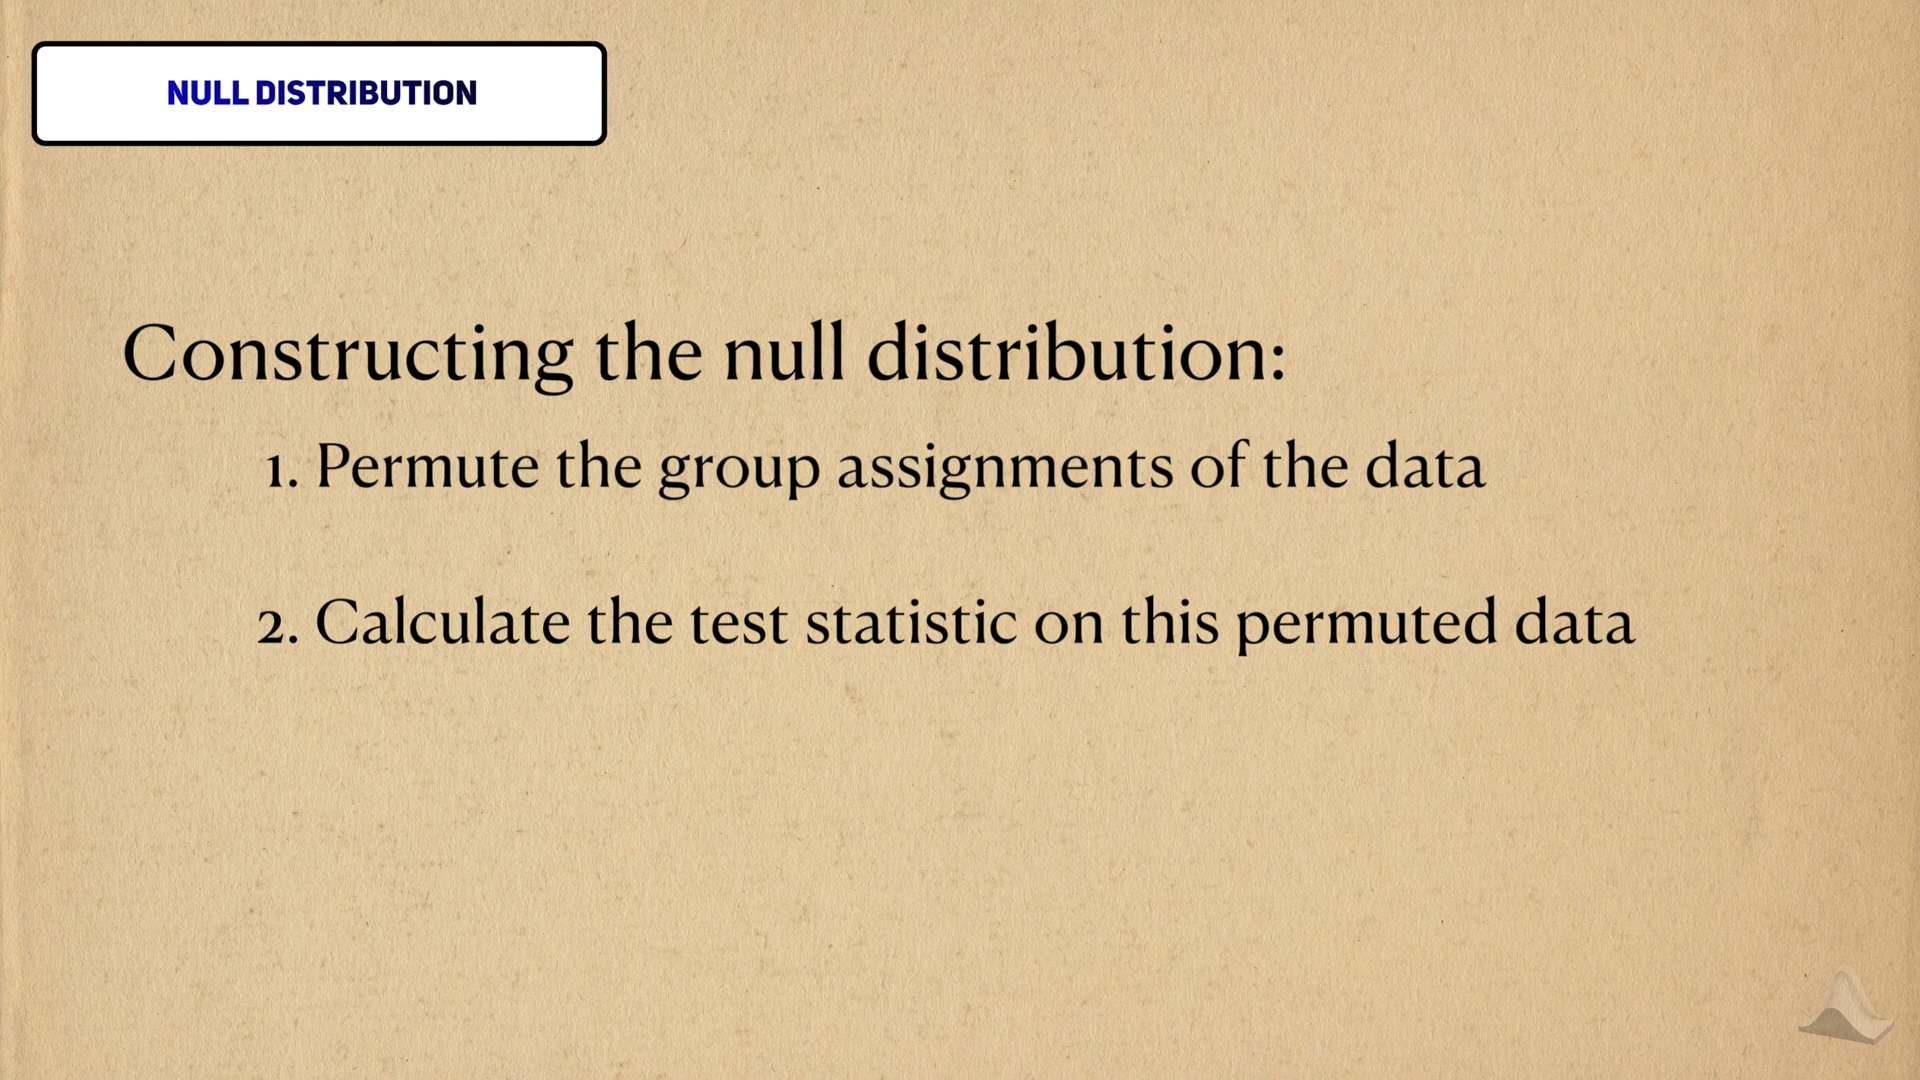 NULL DISTRIBUTION
Constructing the null distribution:
1. Permute the group assignments of the data
2. Calculate the test statistic on this permuted data